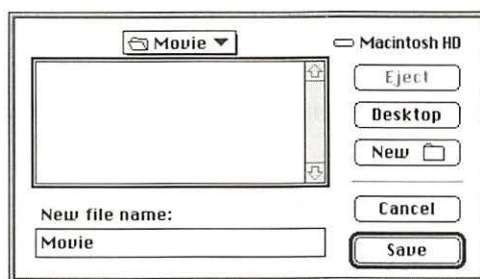 Movie
Macintosh HD
Eject
Desktop
New
New file name:
Movie
Cancel
Save